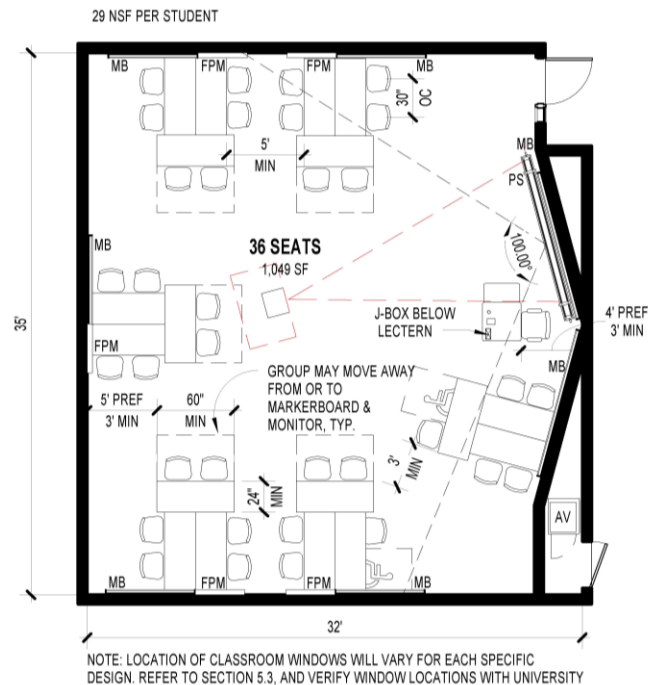 29 NSF PER STUDENT
MB
FPM
FPM
MB
30"
OC
5'
MIN
MB
PS
100.00°
36 SEATS
1,049 SF
MB
35'
J-BOX BELOW
LECTERN
4' PREF
3' MIN
FPM
MB
GROUP MAY MOVE AWAY
FROM OR TO
MARKERBOARD &
MONITOR, TYP.
5' PREF
3' MIN
60"
MIN
3'
MIN
24"
MIN
AV
MB
FPM
FPM
MB
32'
NOTE: LOCATION OF CLASSROOM WINDOWS WILL VARY FOR EACH SPECIFIC
DESIGN. REFER TO SECTION 5.3, AND VERIFY WINDOW LOCATIONS WITH UNIVERSITY